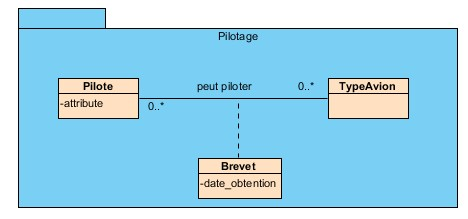 Pilotage
Pilote
-attribute
peut piloter
0..*
0..*
TypeAvion
Brevet
-date_obtention